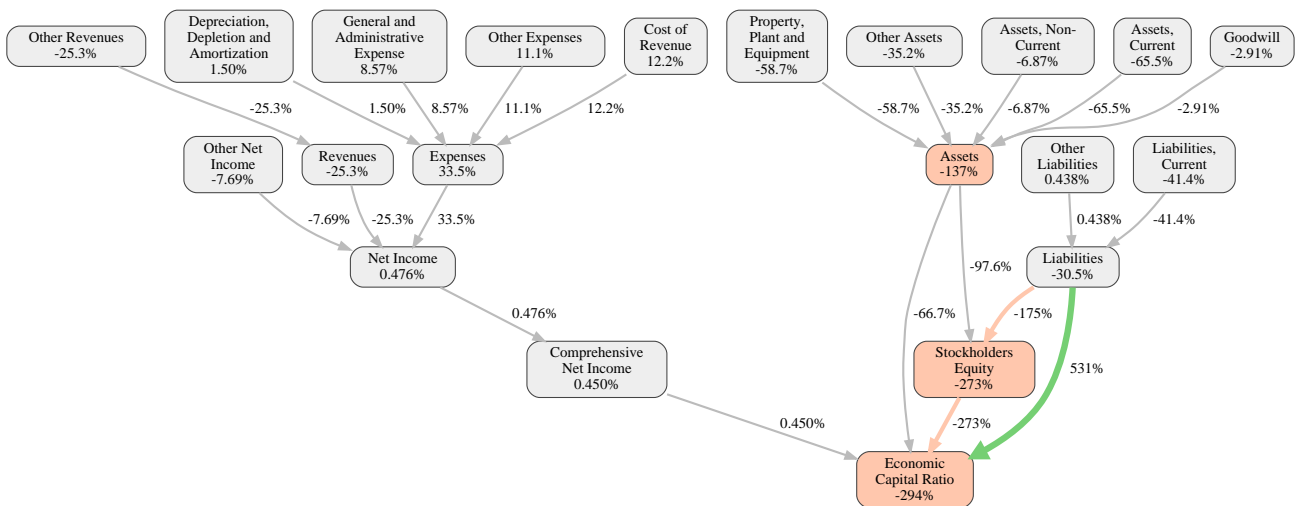 Other Revenues
-25.3%
Depreciation,
Depletion and
Amortization
1.50%
General and
Administrative
Expense
8.57%
Other Expenses
11.1%
Cost of
Revenue
12.2%
Property,
Plant and
Equipment
-58.7%
Other Assets
-35.2%
Assets, Non-
Current
-6.87%
Assets,
Current
-65.5%
Goodwill
-2.91%
-25.3%
1.50%
8.57%
11.1%
12.2%
-58.7%
-35.2%
-6.87%
-65.5%
-2.91%
Other Net
Income
-7.69%
Revenues
-25.3%
Expenses
33.5%
Assets
-137%
Other
Liabilities
0.438%
Liabilities,
Current
-41.4%
-7.69%
-25.3%
33.5%
0.438%
-41.4%
Net Income
0.476%
-97.6%
Liabilities
-30.5%
0.476%
-66.7%
-175%
Comprehensive
Net Income
0.450%
Stockholders
Equity
-273%
531%
0.450%
-273%
Economic
Capital Ratio
-294%